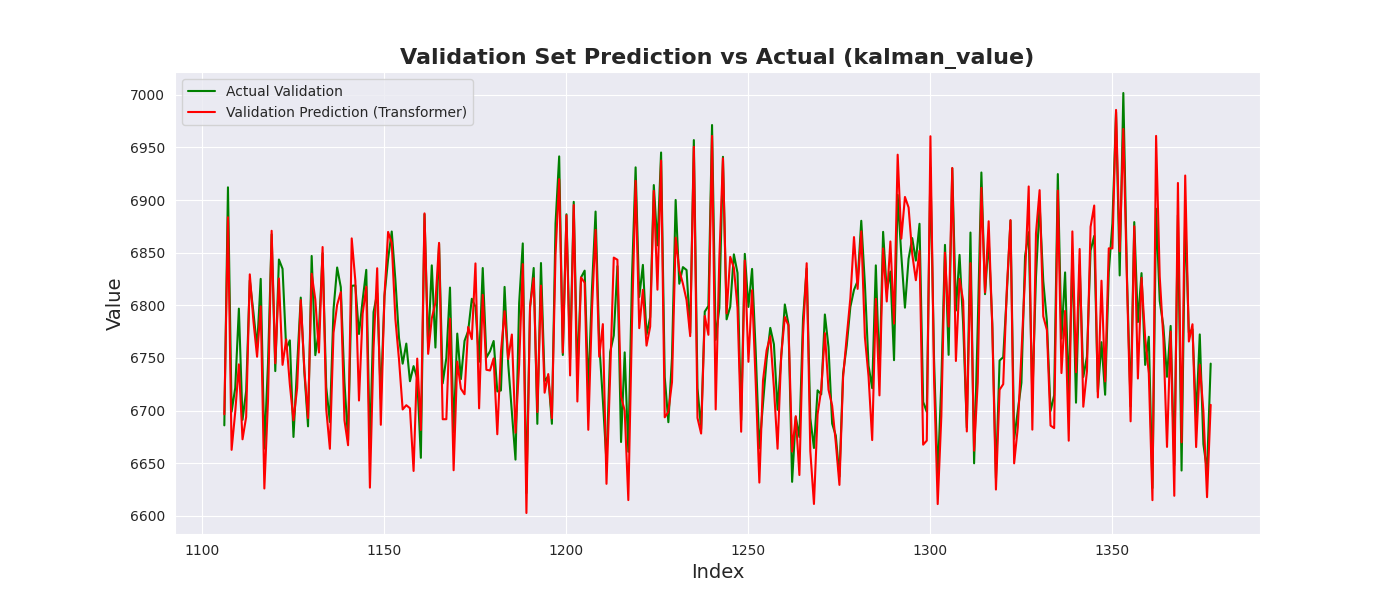 Validation Set Prediction vs Actual (kalman_value)
Actual Validation
Validation Prediction (Transformer)
Value
7000
6950
6900
6850
6800
6750
6700
6650
6600
1100 1150 1200 1250 1300 1350
Index